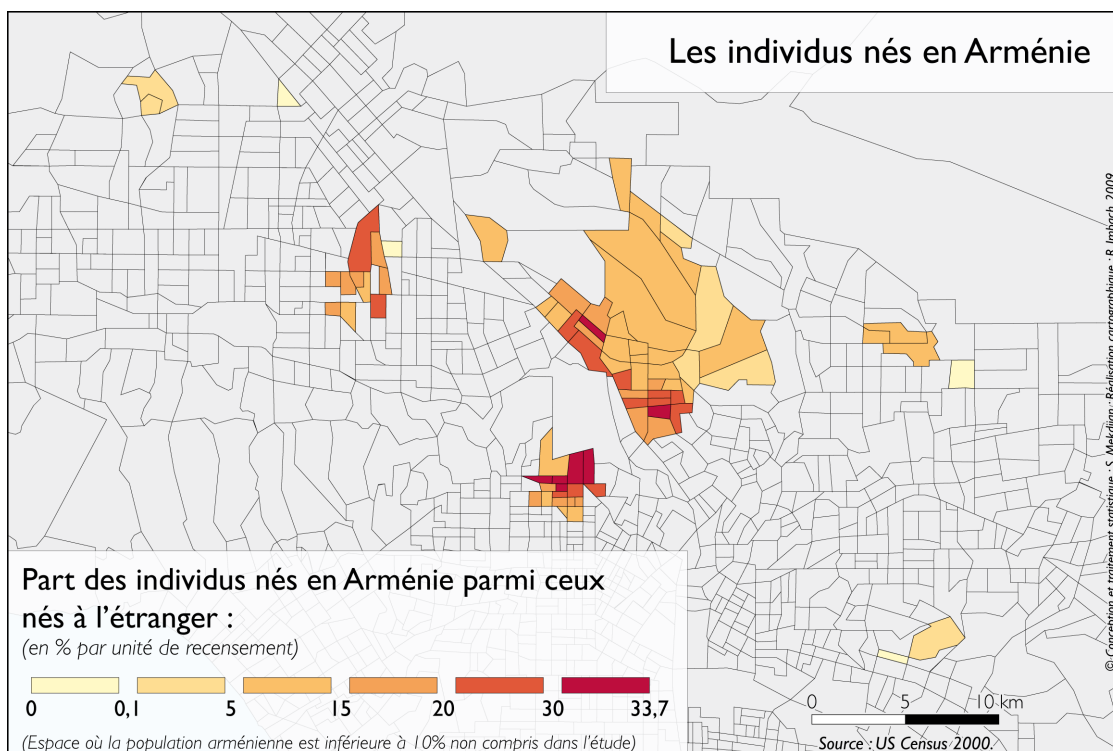 Les individus nés en Arménie
© Conception et traitement statistique : S. Mekdjian; Réalisation cartographique : R. Imbach 2009
Part des individus nés en Arménie parmi ceux
nés à l’étranger :
(en % par unité de recensement)
0 0,1 5 15 20 30 33,7
(Espace où la population arménienne est inférieure à 10% non compris dans l’étude)
0 5 10 km
Source : US Census 2000